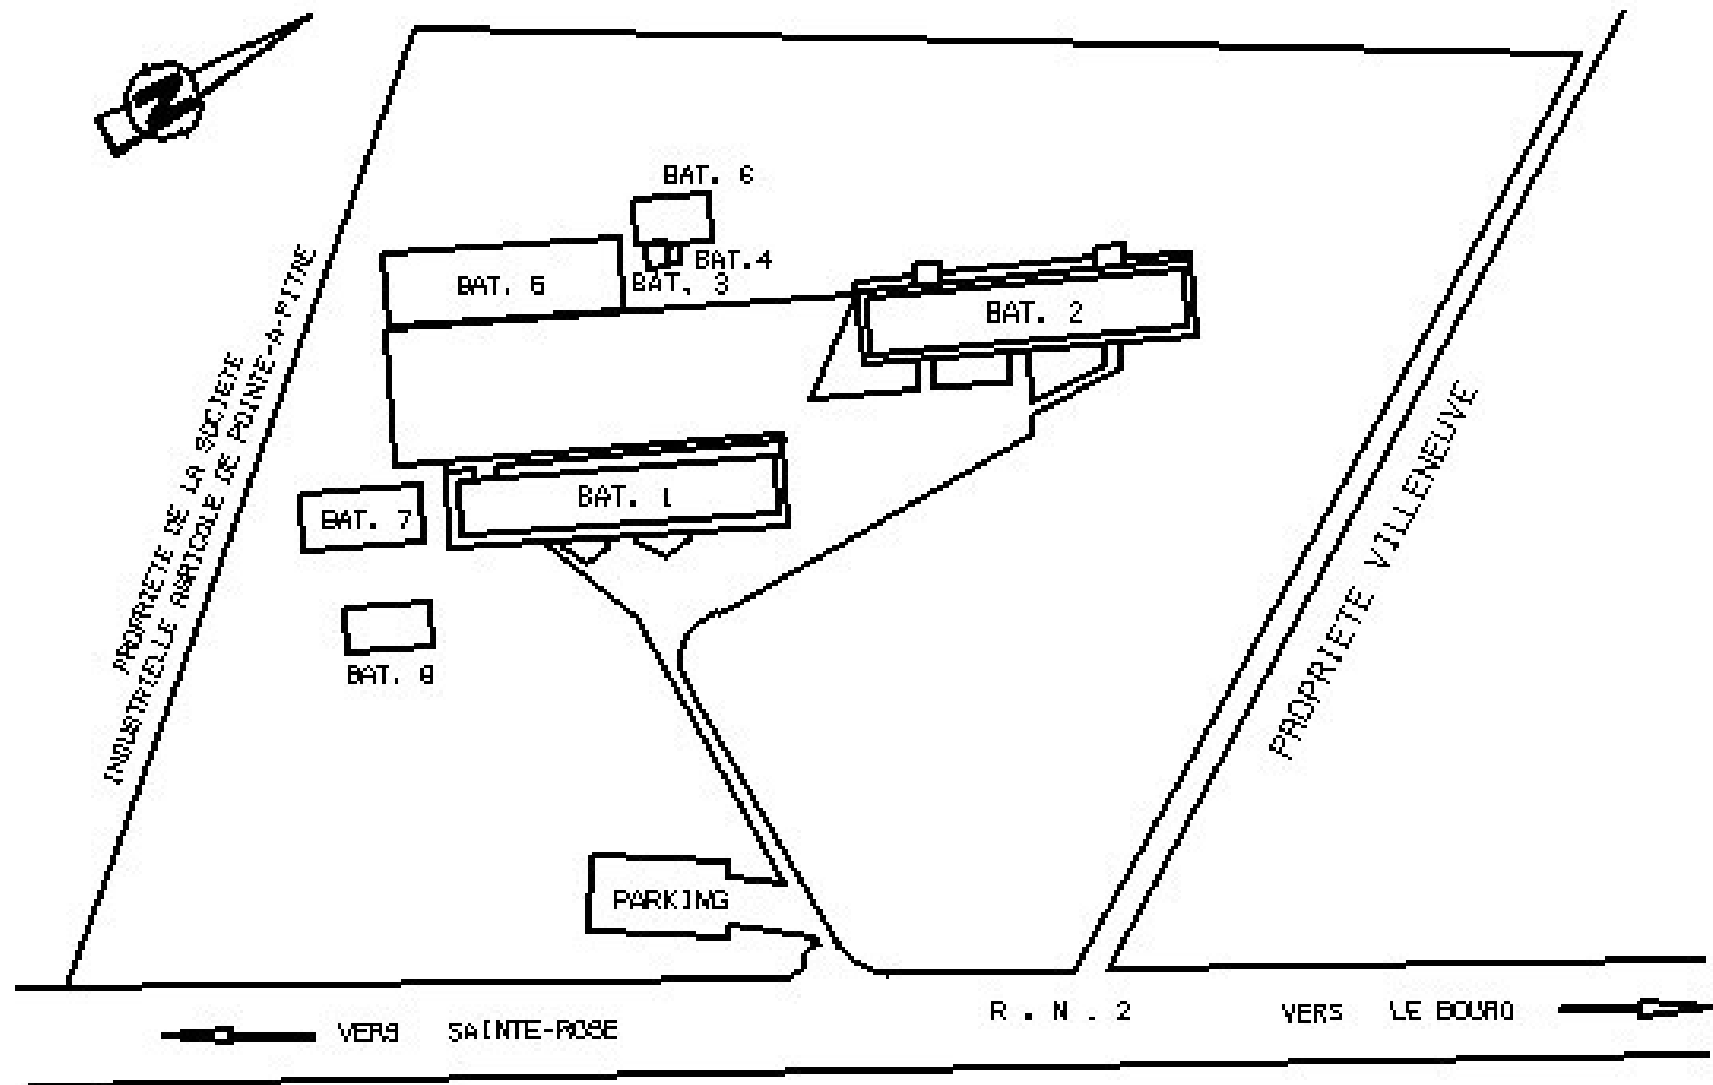 N
BAT. 6
BAT. 4
BAT. 5
BAT. 3
BAT. 2
PROPRIETE DE LA SOCIETE
INDUSTRIELLE AGRICOLE DE POINTE-A-PITRE
BAT. 1
BAT. 7
PROPRIETE VILLENEUVE
BAT. 8
PARKING
R . N . 2
VERS LE BOURG
VERS SAINTE-ROSE